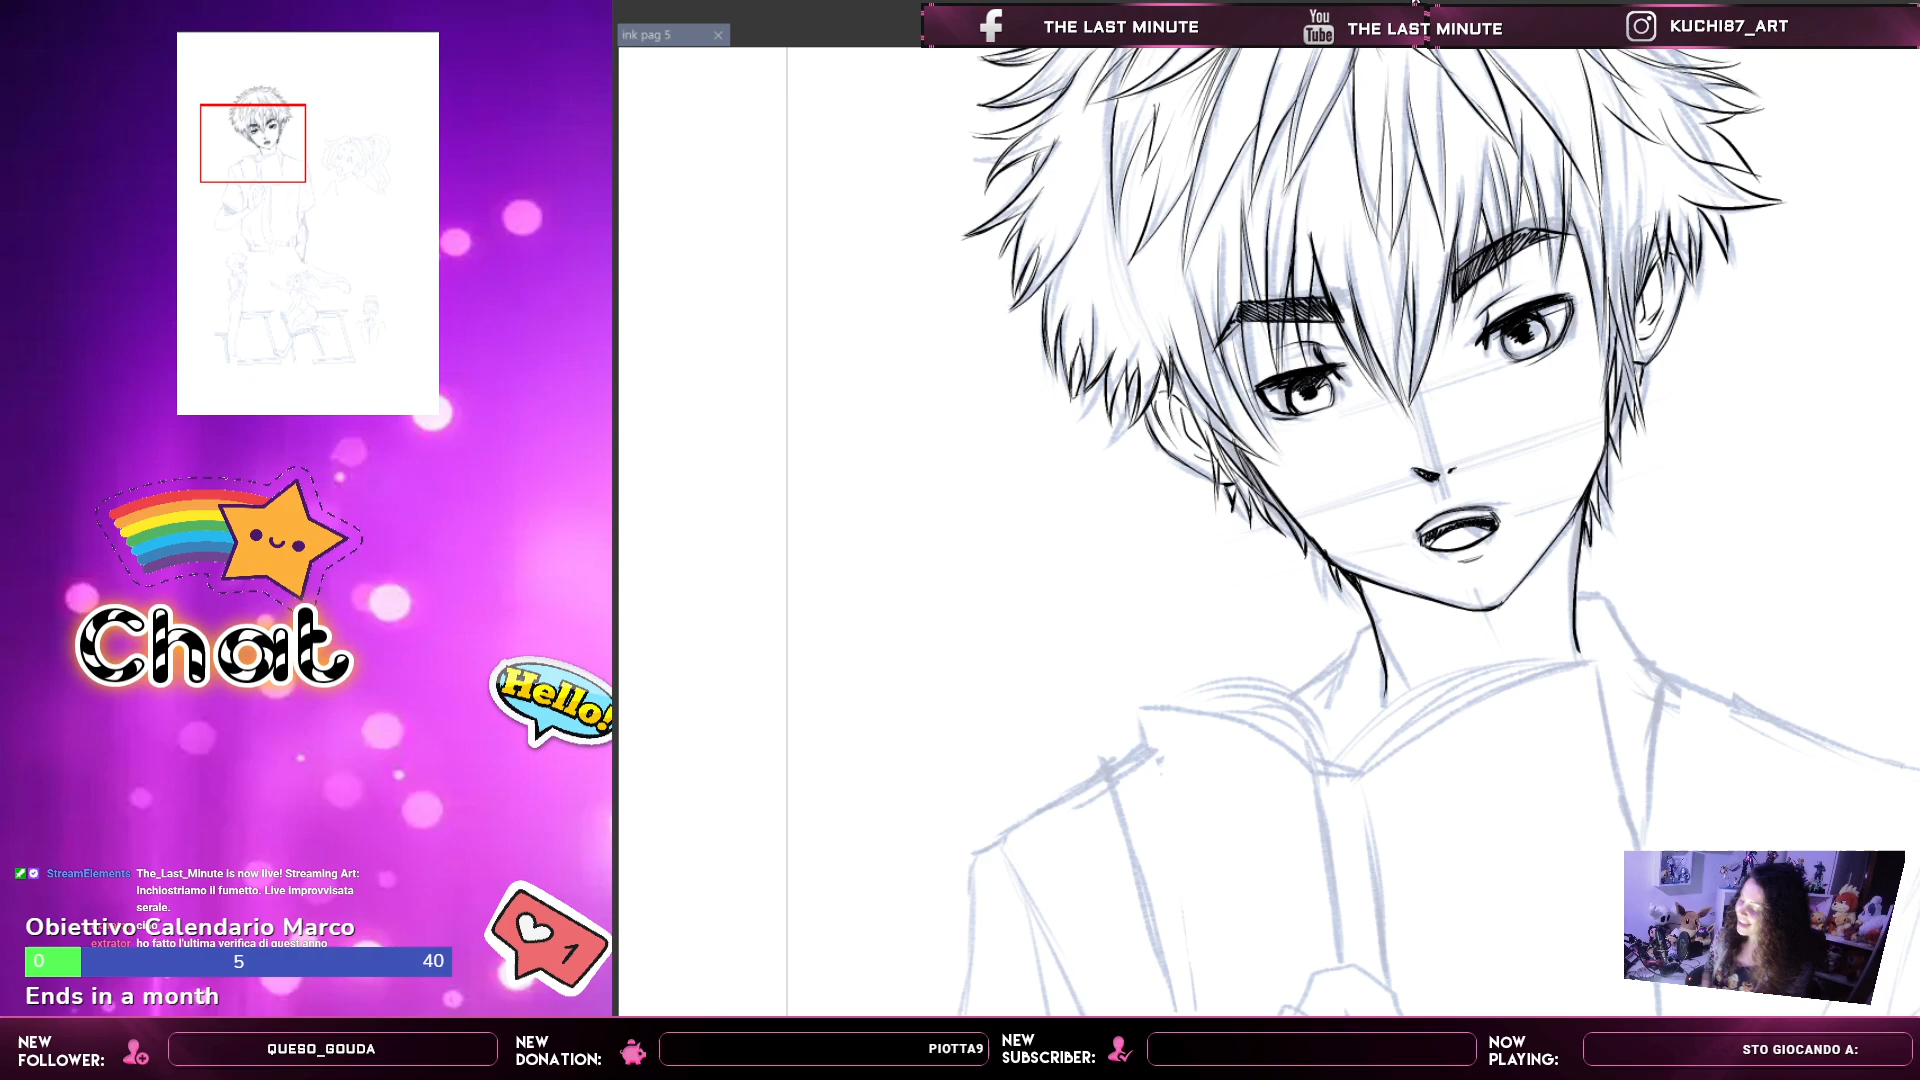 ink pag 5
THE LAST MINUTE
You
Tube
THE LAST MINUTE
KUCHI87_ART
Chat
Hello!
1
StreamElements The_Last_Minute is now live! Streaming Art:
Inchiostriamo il fumetto. Live improvvisata
serale.
Obiettivo Calendario Marco
extrator ho fatto l'ultima verifica di quest'anno
0 5 40
Ends in a month
NEW
FOLLOWER:
QUESO_GOUDA
NEW
DONATION:
PIOTTA9
NEW
SUBSCRIBER:
NOW
PLAYING:
STO GIOCANDO A: